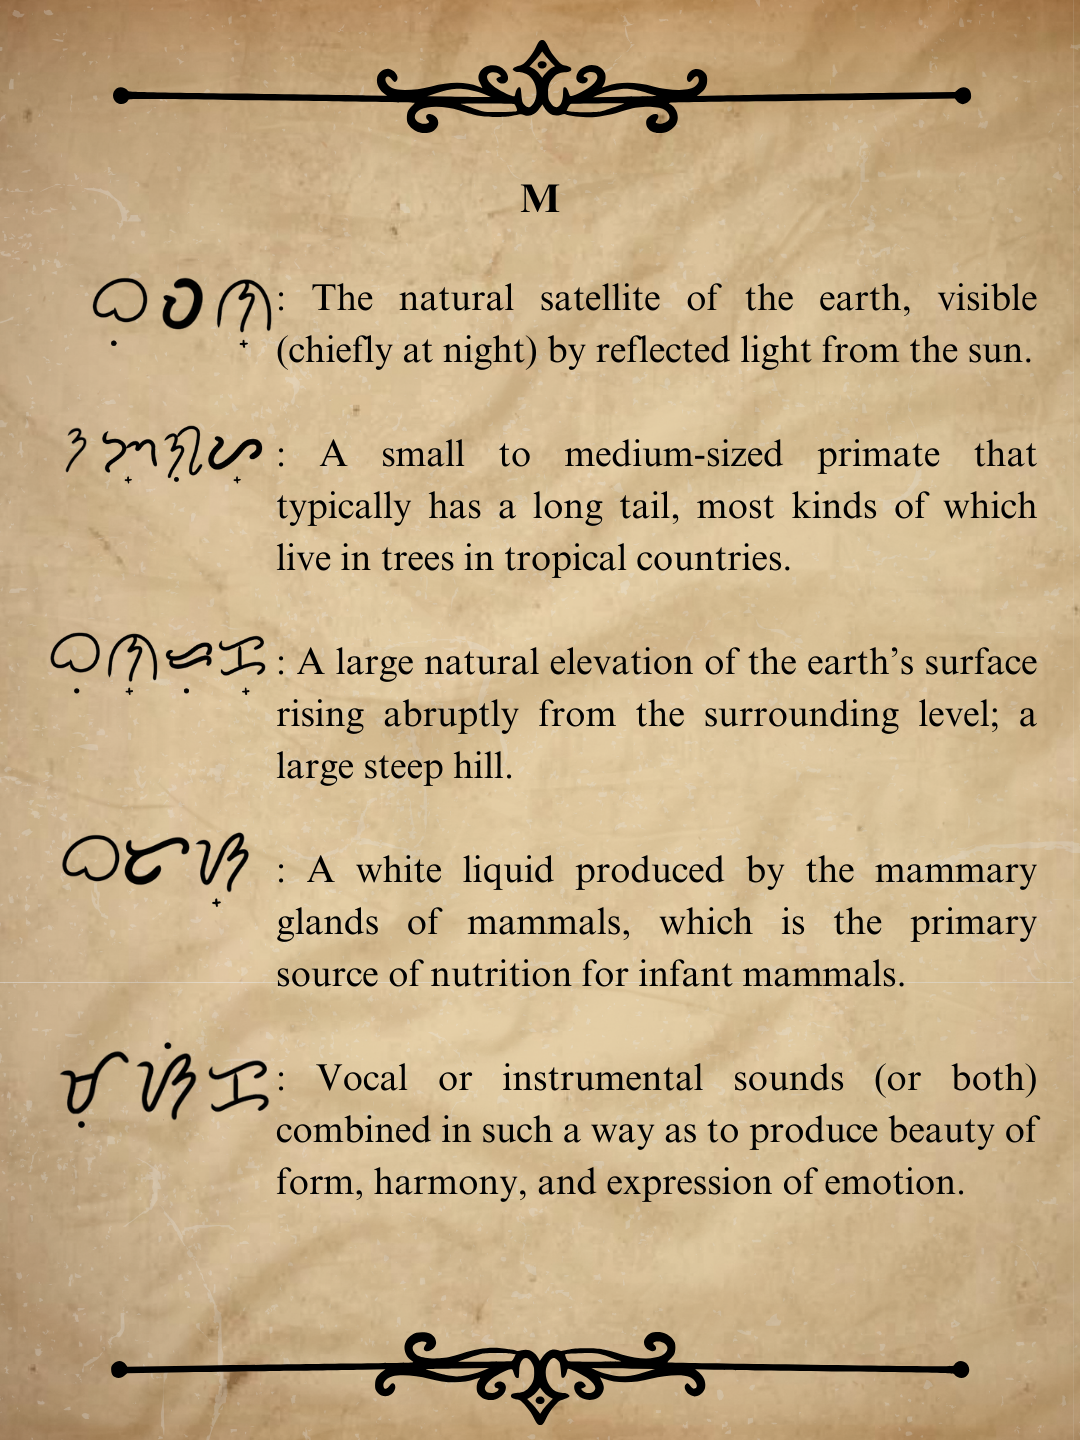 M
ᜊᜓᜏᜈ᜔: The natural satellite of the earth, visible
(chiefly at night) by reflected light from the sun.
ᜂᜅ᜔ᜄᜓᜌ᜔ : A small to medium-sized primate that
typically has a long tail, most kinds of which
live in trees in tropical countries.
ᜊᜓᜈ᜔ᜇᜓᜃ᜔ : A large natural elevation of the earth’s surface
rising abruptly from the surrounding level; a
large steep hill.
ᜊᜆᜐ᜔ : A white liquid produced by the mammary
glands of mammals, which is the primary
source of nutrition for infant mammals.
ᜋᜓᜐᜒᜃ: Vocal or instrumental sounds (or both)
combined in such a way as to produce beauty of
form, harmony, and expression of emotion.